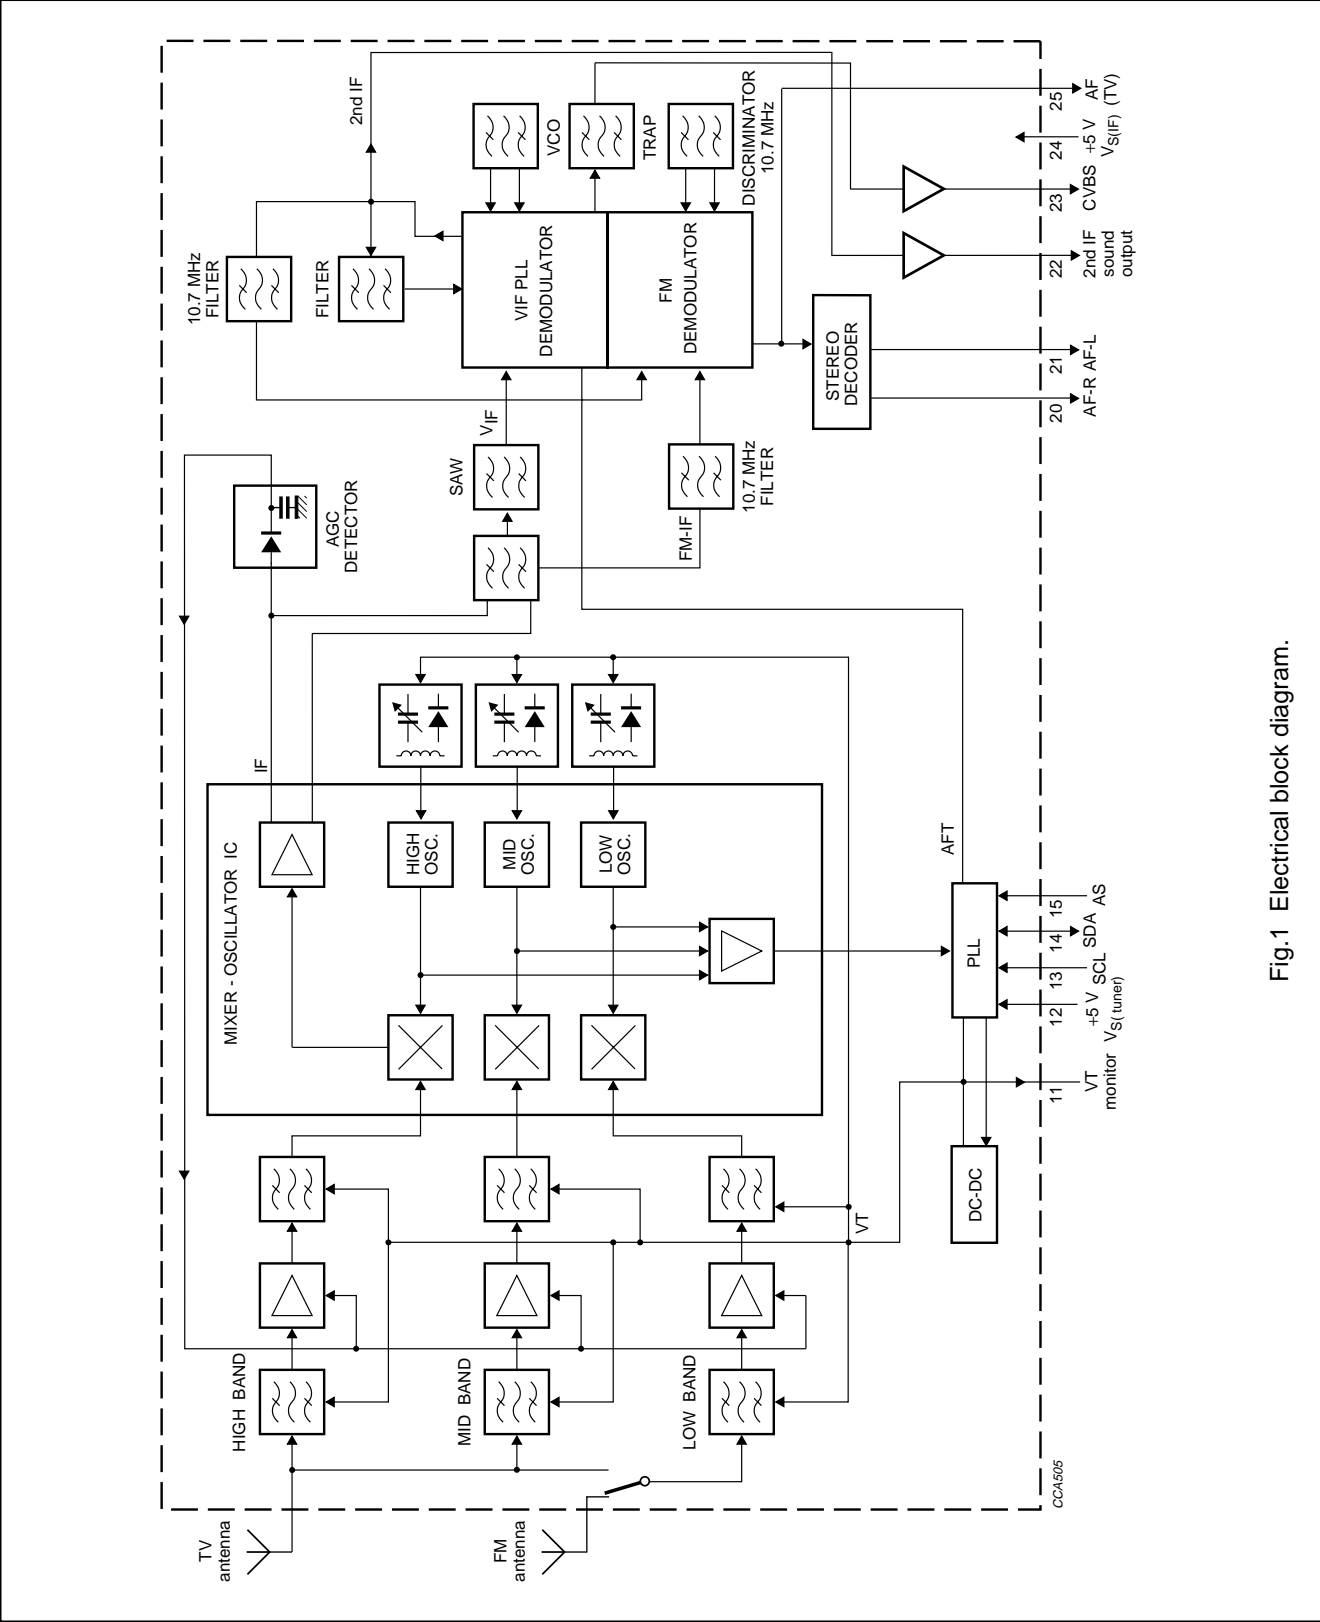 TV
antenna
FM
antenna
HIGH BAND
MID BAND
LOW BAND
MIXER - OSCILLATOR IC
IF
HIGH
OSC.
MID
OSC.
LOW
OSC.
VT
AGC
DETECTOR
SAW
VIF
FM-IF
10.7 MHz
FILTER
10.7 MHz
FILTER
FILTER
2nd IF
VIF PLL
DEMODULATOR
FM
DEMODULATOR
VCO
TRAP
DISCRIMINATOR
10.7 MHz
STEREO
DECODER
AFT
PLL
DC-DC
11
VT
monitor
12
+5 V
VS( tuner)
13
SCL
14
SDA
15
AS
20
AF-R
21
AF-L
22
2nd IF
sound
output
23
CVBS
24
+5 V
VS(IF)
25
AF
(TV)
CCA505
Fig.1 Electrical block diagram.